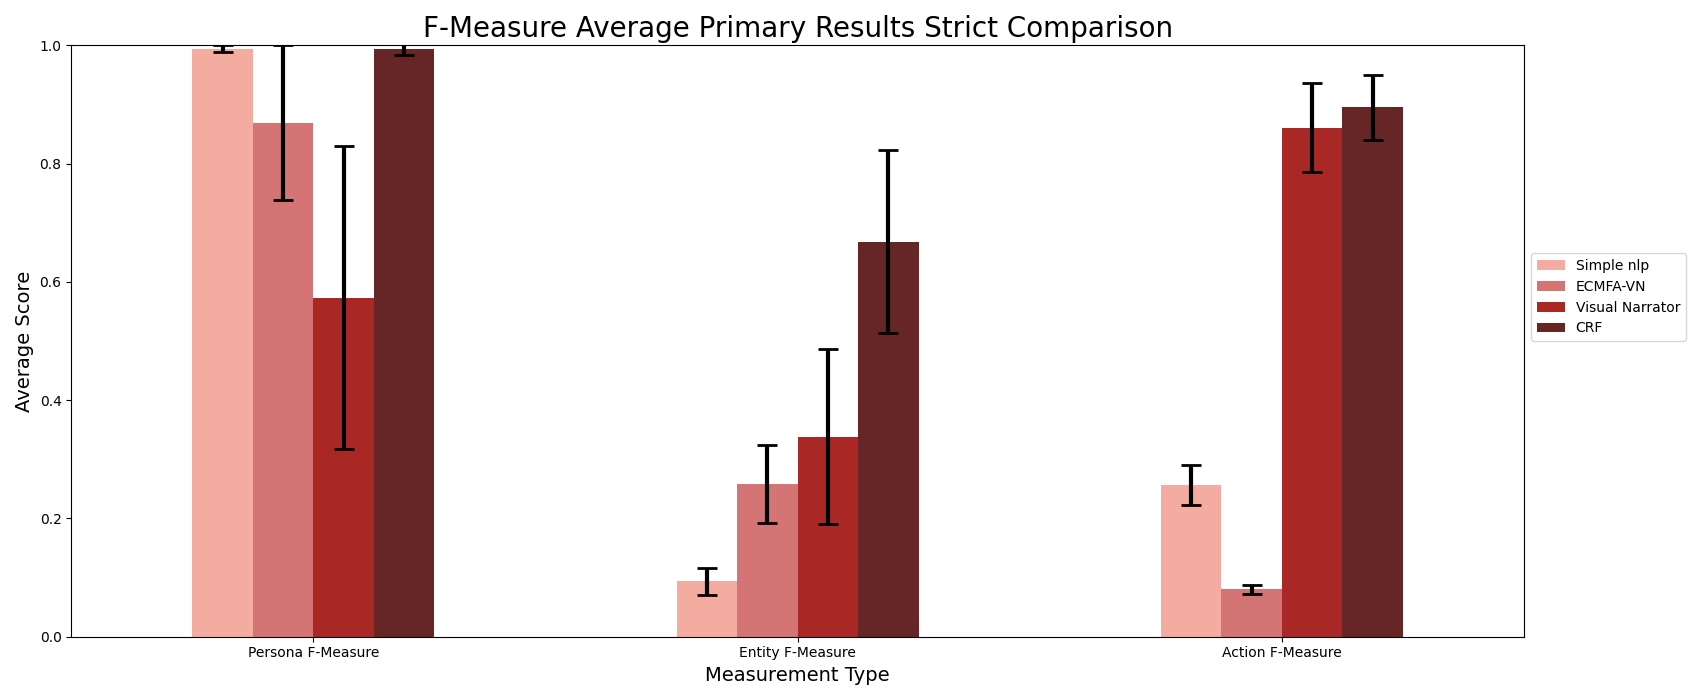 F-Measure Average Primary Results Strict Comparison
Average Score
1.0
0.8
0.6
0.4
0.2
0.0
Persona F-Measure
Entity F-Measure
Action F-Measure
Measurement Type
Simple nlp
ECMFA-VN
Visual Narrator
CRF